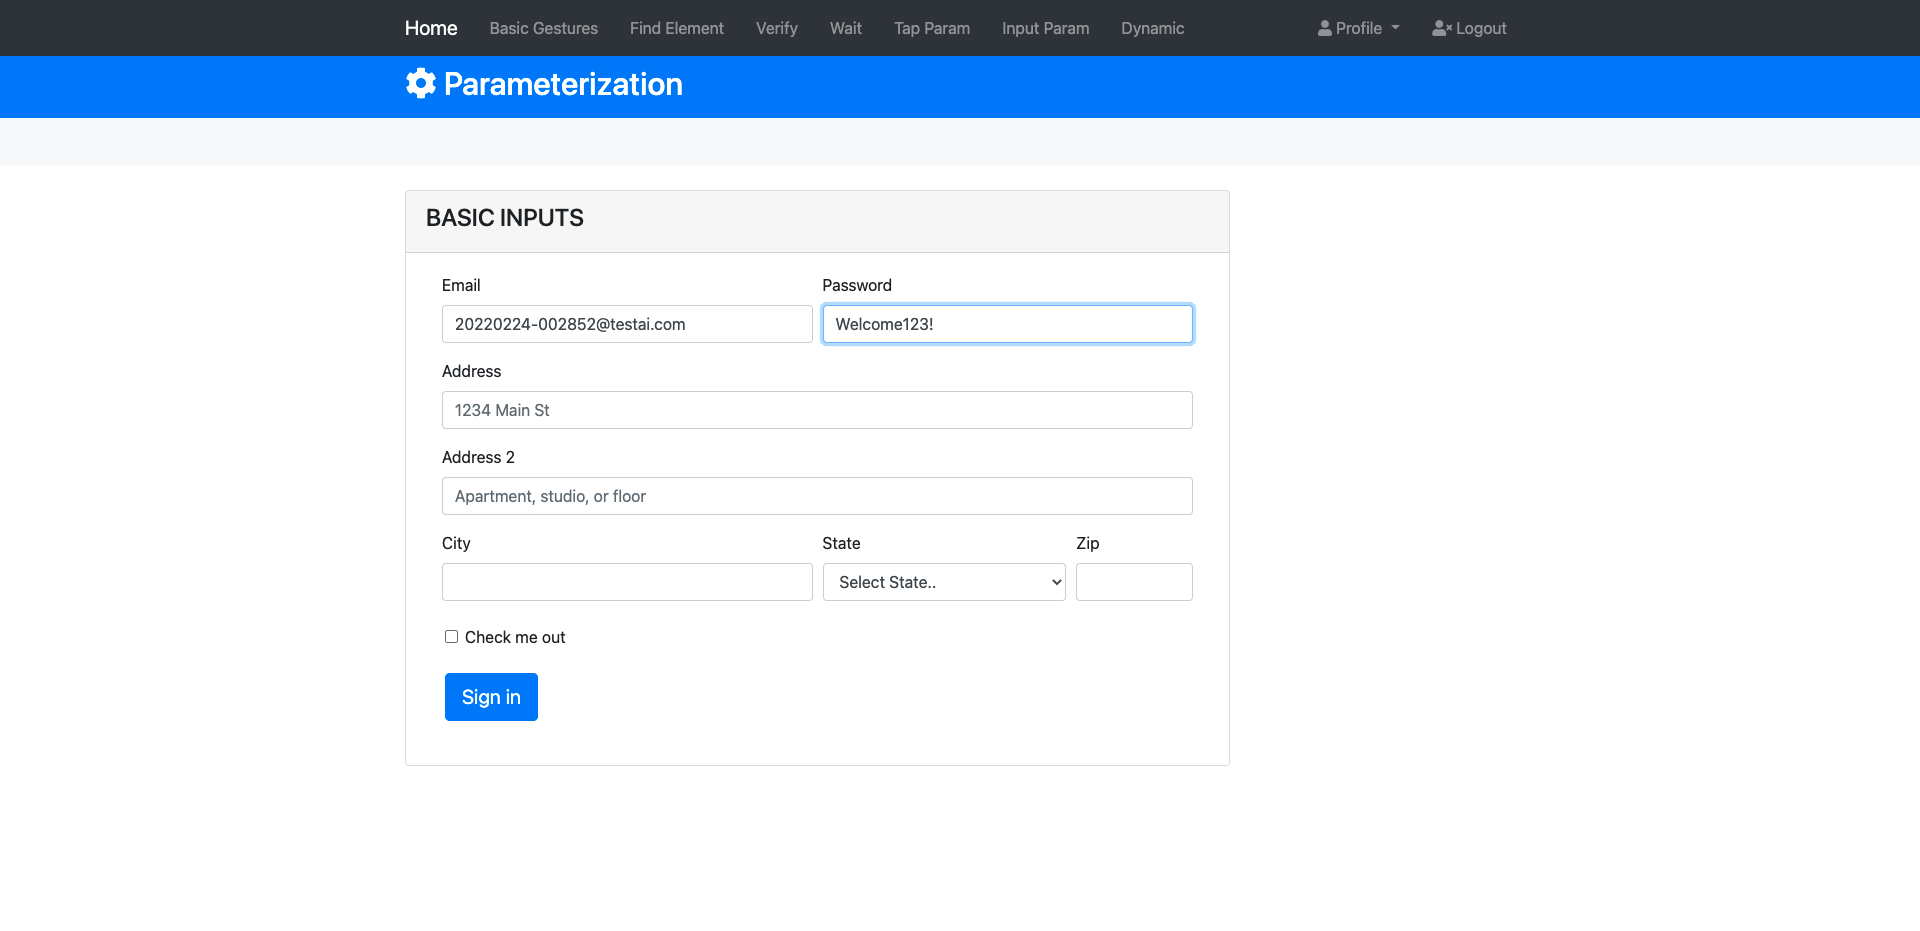 Home Basic Gestures Find Element Verify Wait Tap Param Input Param Dynamic Profile Logout
Parameterization
BASIC INPUTS
Email Password
20220224-002852@testai.com Welcome123!
Address
1234 Main St
Address 2
Apartment, studio, or floor
City State Zip
Select State..
Check me out
Sign in